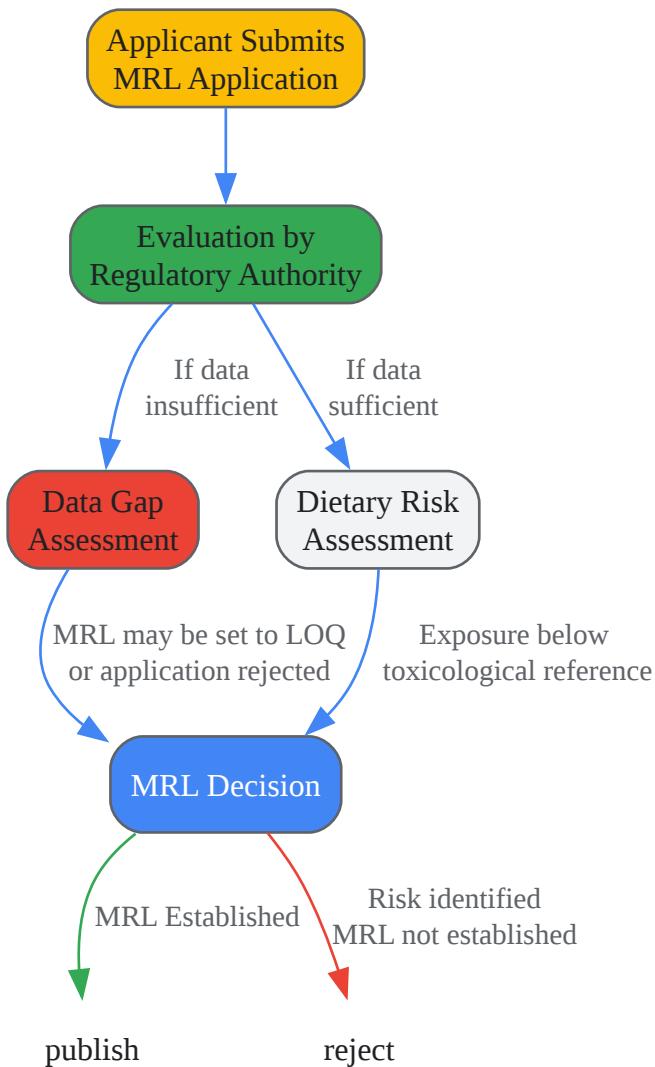 Applicant Submits
MRL Application
Evaluation by
Regulatory Authority
If data
insufficient
If data
sufficient
Data Gap
Assessment
Dietary Risk
Assessment
MRL may be set to LOQ
or application rejected
Exposure below
toxicological reference
MRL Decision
MRL Established
Risk identified
MRL not established
publish
reject